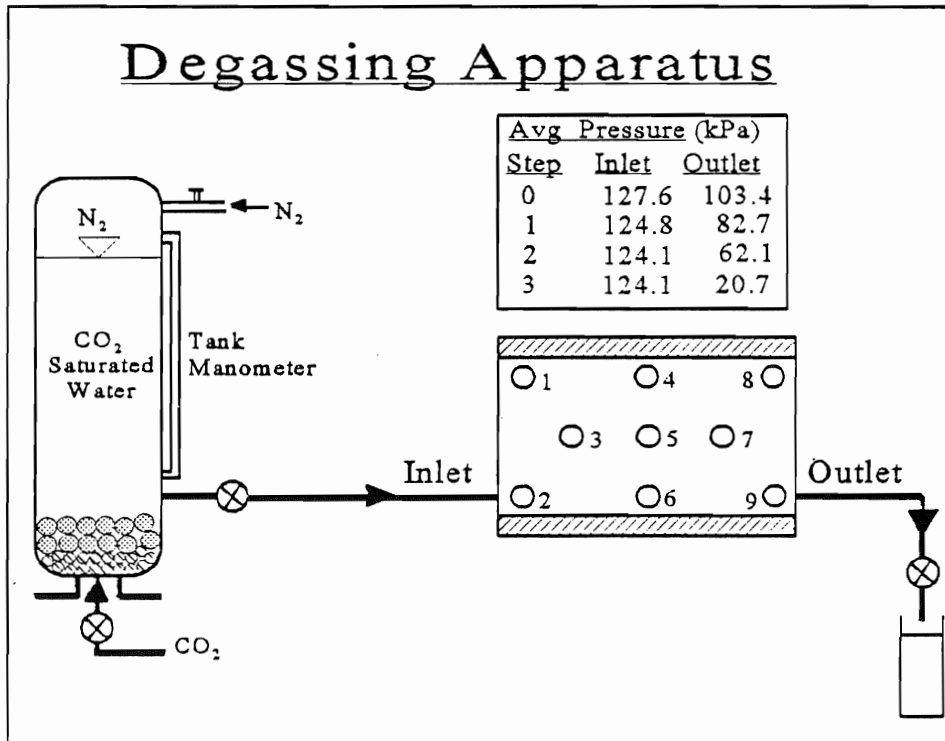 Degassing Apparatus
Avg Pressure (kPa)
Step Inlet Outlet
0 127.6 103.4
1 124.8 82.7
2 124.1 62.1
3 124.1 20.7
N₂
N₂
CO₂
Saturated
Water
Tank
Manometer
1 4 8
3 5 7
Inlet
Outlet
2 6 9
CO₂